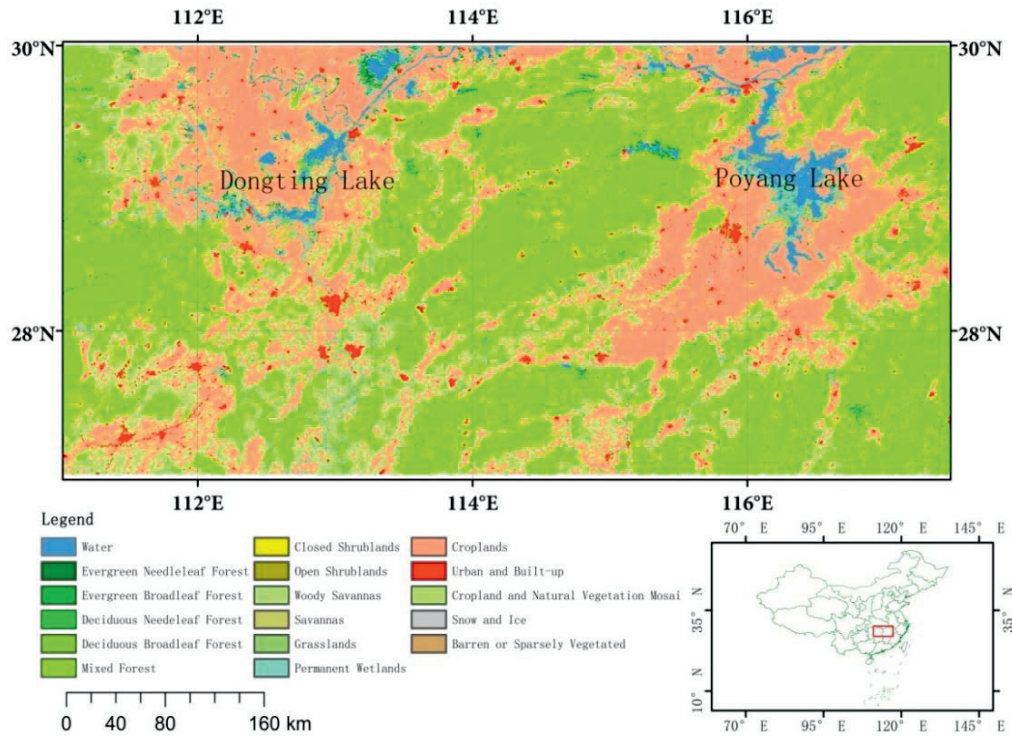 112°E 114°E 116°E
30°N 30°N
Dongting Lake Poyang Lake
28°N 28°N
112°E 114°E 116°E
Legend
Water
Evergreen Needleleaf Forest
Evergreen Broadleaf Forest
Deciduous Needeleaf Forest
Deciduous Broadleaf Forest
Mixed Forest
Closed Shrublands
Open Shrublands
Woody Savannas
Savannas
Grasslands
Permanent Wetlands
Croplands
Urban and Built-up
Cropland and Natural Vegetation Mosai
Snow and Ice
Barren or Sparsely Vegetated
0 40 80 160 km
70° E 95° E 120° E 145° E
35° N 35° N
10° N 10° N
70° E 95° E 120° E 145° E